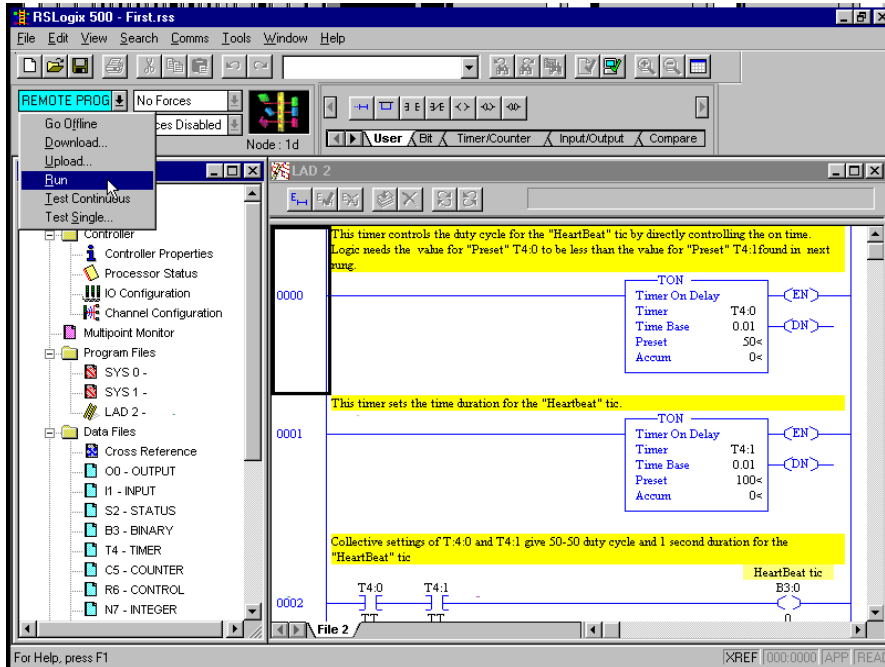 RSLogix 500 - First.rss
File Edit View Search Comms Tools Window Help
REMOTE PROG
No Forces
ces Disabled
Node : 1d
User Bit Timer/Counter Input/Output Compare
Go Offline
Download...
Upload...
Run
Test Continuous
Test Single...
Controller
Controller Properties
Processor Status
IO Configuration
Channel Configuration
Multipoint Monitor
Program Files
SYS 0 -
SYS 1 -
LAD 2 -
Data Files
Cross Reference
O0 - OUTPUT
I1 - INPUT
S2 - STATUS
B3 - BINARY
T4 - TIMER
C5 - COUNTER
R6 - CONTROL
N7 - INTEGER
LAD 2
This timer controls the duty cycle for the "HeartBeat" tic by directly controlling the on time.
Logic needs the value for "Preset" T4:0 to be less than the value for "Preset" T4:1found in next
rung.
0000
TON
Timer On Delay
Timer T4:0
Time Base 0.01
Preset 50<
Accum 0<
EN
DN
This timer sets the time duration for the "Heartbeat" tic.
0001
TON
Timer On Delay
Timer T4:1
Time Base 0.01
Preset 100<
Accum 0<
EN
DN
Collective settings of T:4:0 and T4:1 give 50-50 duty cycle and 1 second duration for the
"HeartBeat" tic
HeartBeat tic
0002
T4:0 T4:1 B3:0
TT TT 0
File 2
For Help, press F1
XREF 000:0000 APP READ